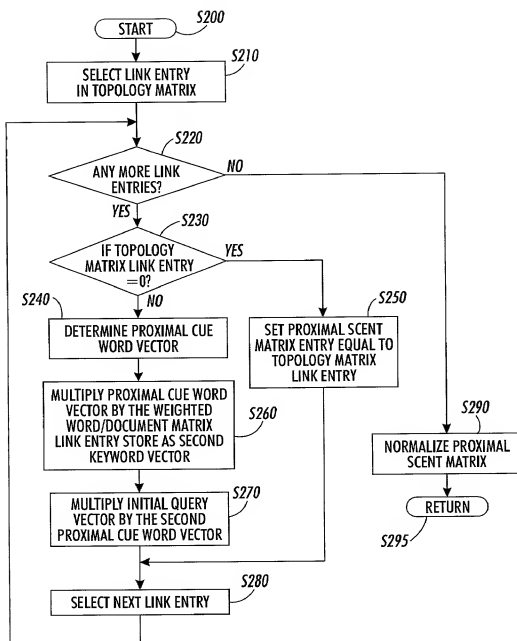 START
S200
S210
SELECT LINK ENTRY
IN TOPOLOGY MATRIX
S220
ANY MORE LINK
ENTRIES?
NO
YES
S230
IF TOPOLOGY
MATRIX LINK ENTRY
=0?
YES
NO
S240
DETERMINE PROXIMAL CUE
WORD VECTOR
S250
SET PROXIMAL SCENT
MATRIX ENTRY EQUAL TO
TOPOLOGY MATRIX
LINK ENTRY
MULTIPLY PROXIMAL CUE WORD
VECTOR BY THE WEIGHTED
WORD/DOCUMENT MATRIX
LINK ENTRY STORE AS SECOND
KEYWORD VECTOR
S260
S290
NORMALIZE PROXIMAL
SCENT MATRIX
S270
MULTIPLY INITIAL QUERY
VECTOR BY THE SECOND
PROXIMAL CUE WORD VECTOR
RETURN
S295
S280
SELECT NEXT LINK ENTRY